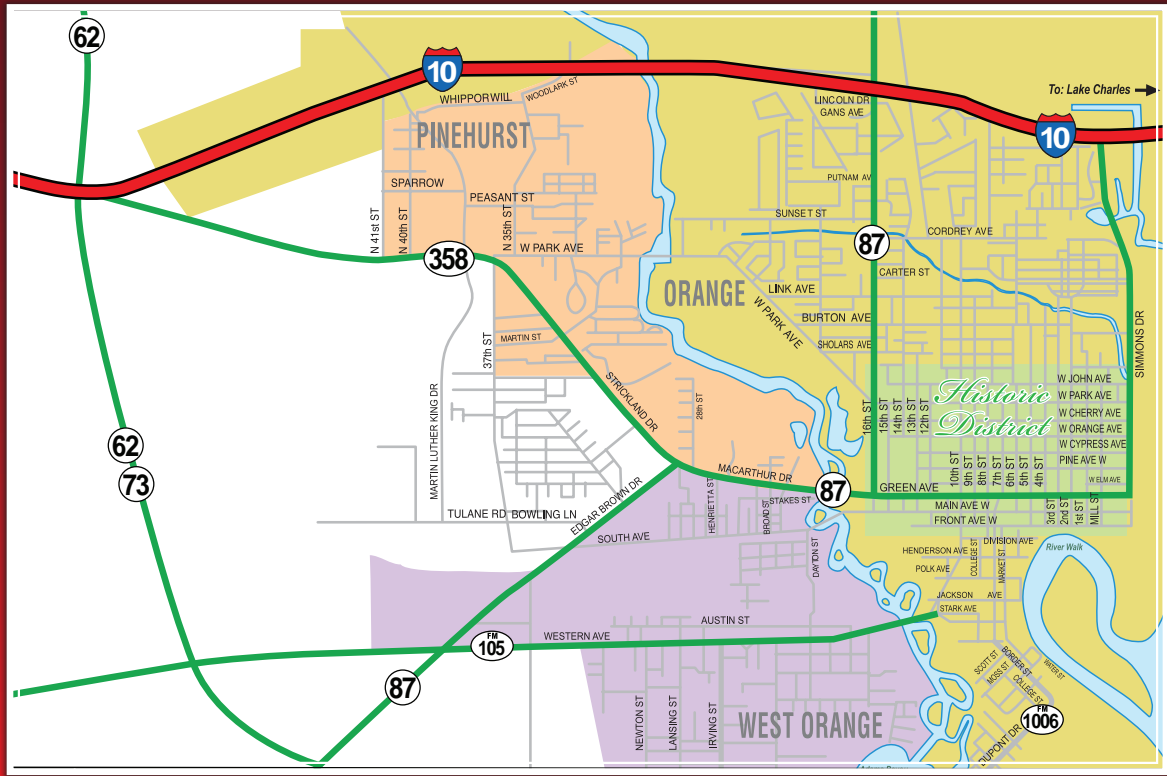 62
10
To: Lake Charles
WHIPPORWILL
WOODLARK ST
LINCOLN DR
GANS AVE
10
PINEHURST
SPARROW
PEASANT ST
PUTNAM AV
N 41st ST
N 40th ST
N 35th ST
SUNSET ST
W PARK AVE
87
CORDREY AVE
358
CARTER ST
ORANGE
LINK AVE
W PARK AVE
BURTON AVE
MARTIN ST
SHOLARS AVE
SIMMONS DR
37th ST
STRICKLAND DR
28th ST
MARTIN LUTHER KING DR
Historic
District
W JOHN AVE
W PARK AVE
W CHERRY AVE
W ORANGE AVE
W CYPRESS AVE
PINE AVE W
W ELM AVE
16th ST
15th ST
14th ST
13th ST
12th ST
10th ST
9th ST
8th ST
7th ST
6th ST
5th ST
4th ST
62
73
MACARTHUR DR
87
GREEN AVE
EDGAR BROWN DR
HENRIETTA ST
BROAD ST
STAKES ST
MAIN AVE W
FRONT AVE W
3rd ST
2nd ST
1st ST
MILL ST
TULANE RD
BOWLING LN
SOUTH AVE
DAYTON ST
HENDERSON AVE
COLLEGE ST
MARKET ST
DIVISION AVE
River Walk
POLK AVE
JACKSON AVE
STARK AVE
AUSTIN ST
WESTERN AVE
FM
105
87
SCOTT ST
MOSS ST
BORDER ST
COLLEGE ST
WATER ST
NEWTON ST
LANSING ST
IRVING ST
WEST ORANGE
FM
1006
DUPONT DR